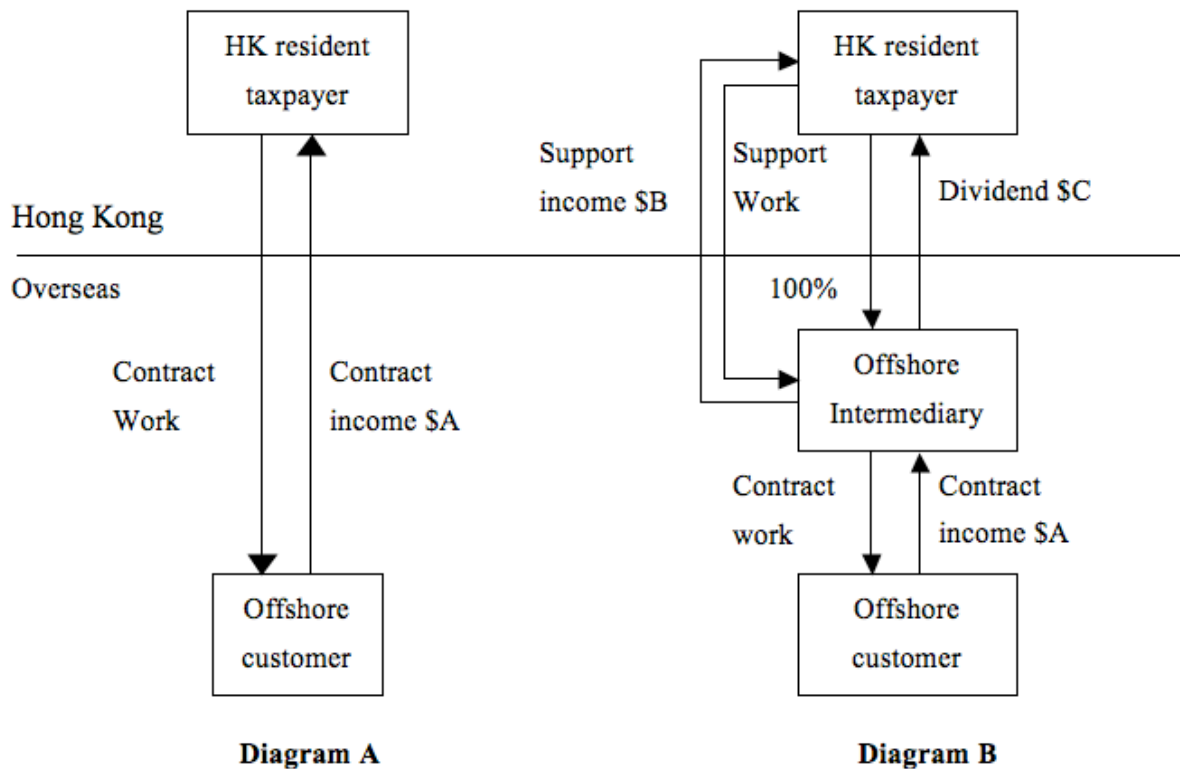 HK resident
taxpayer
HK resident
taxpayer
Support
income $B
Support
Work
Dividend $C
Hong Kong
Overseas
100%
Contract
Work
Contract
income $A
Offshore
Intermediary
Contract
work
Contract
income $A
Offshore
customer
Offshore
customer
Diagram A
Diagram B